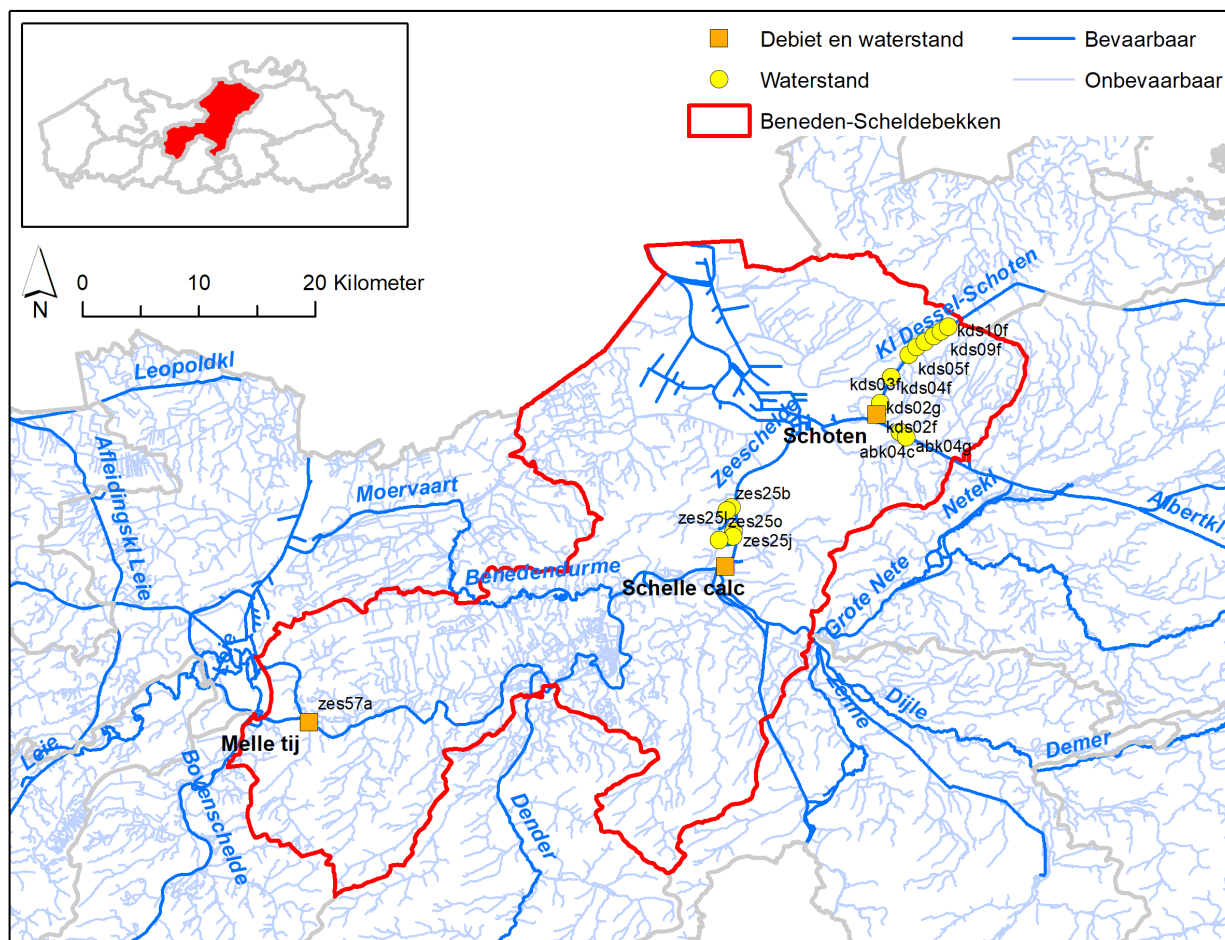 Debiet en waterstand
Bevaarbaar
Waterstand
Onbevaarbaar
Beneden-Scheldebekken
0
10
20 Kilometer
N
Kl Dessel-Schoten
kds10f
kds09f
kds05f
kds03f
kds04f
kds02g
kds02f
Schoten
abk04c
abk04g
Leopoldkl
Afleidingskl Leie
Moervaart
Zeeschelde
zes25b
zes25l
zes25o
zes25j
Netekl
Albertkl
Benedendurme
Schelle calc
Grote Nete
Leie
zes57a
Melle tij
Leie
Bovenschelde
Dender
Zenne
Dijle
Demer